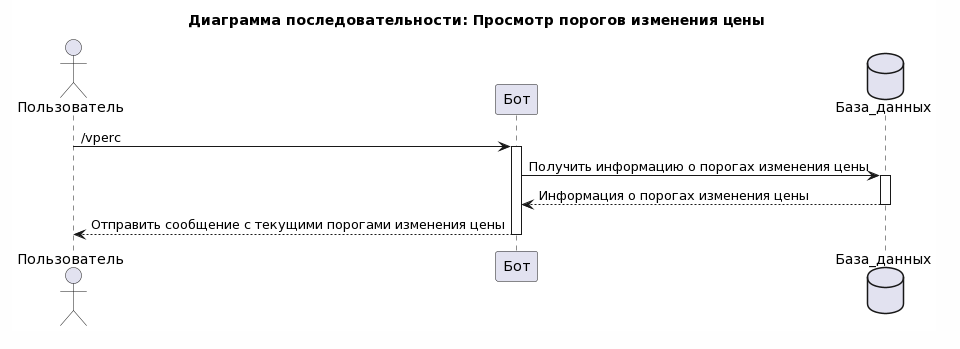 Диаграмма последовательности: Просмотр порогов изменения цены
Пользователь
Бот
База_данных
/vperc
Получить информацию о порогах изменения цены
Информация о порогах изменения цены
Отправить сообщение с текущими порогами изменения цены
Пользователь
Бот
База_данных